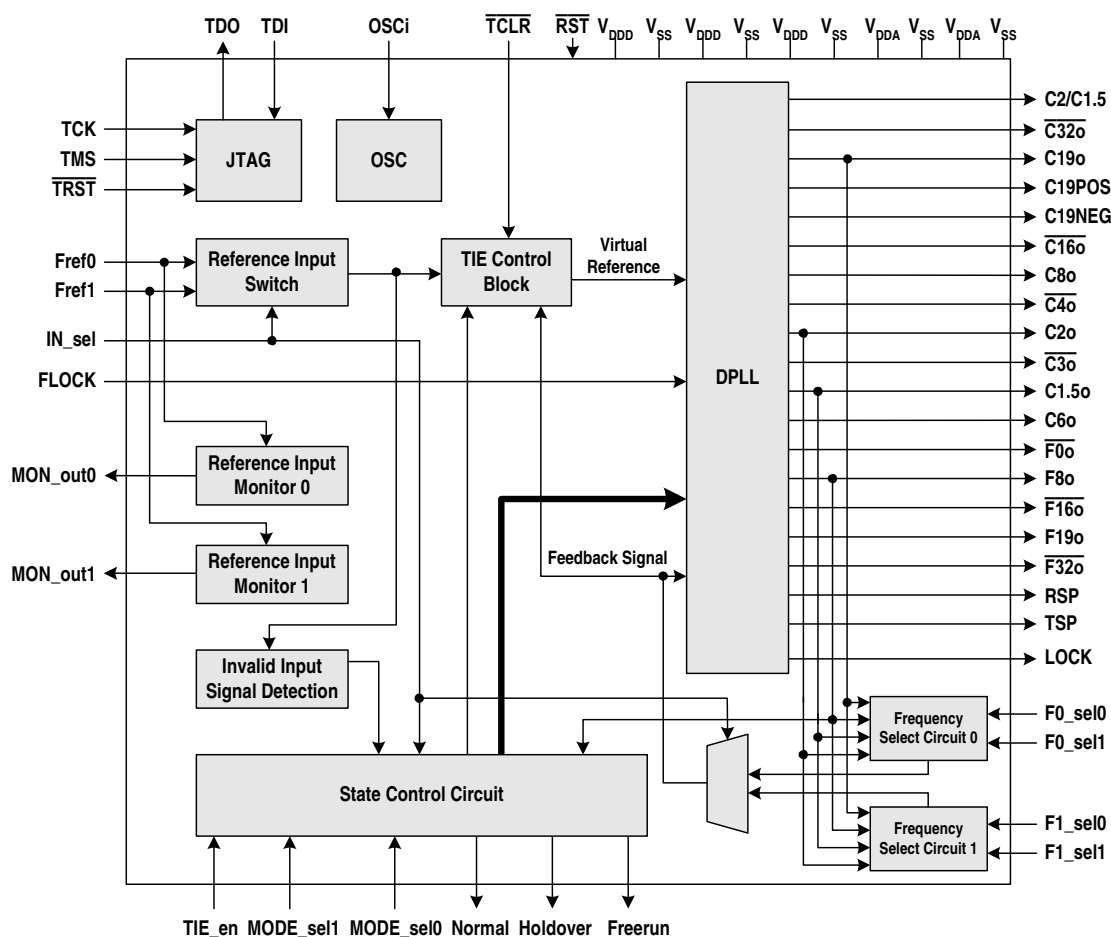 TDO TDI OSCi TCLR RST VDDD VSS VDDD VSS VDDD VSS VDDA VSS VDDA VSS
TCK
TMS
TRST
JTAG
OSC
Fref0
Fref1
IN_sel
FLOCK
Reference Input
Switch
TIE Control
Block
Virtual
Reference
DPLL
MON_out0
Reference Input
Monitor 0
MON_out1
Reference Input
Monitor 1
Feedback Signal
Invalid Input
Signal Detection
State Control Circuit
C2/C1.5
C32o
C19o
C19POS
C19NEG
C16o
C8o
C4o
C2o
C3o
C1.5o
C6o
F0o
F8o
F16o
F19o
F32o
RSP
TSP
LOCK
Frequency
Select Circuit 0
F0_sel0
F0_sel1
Frequency
Select Circuit 1
F1_sel0
F1_sel1
TIE_en MODE_sel1 MODE_sel0 Normal Holdover Freerun